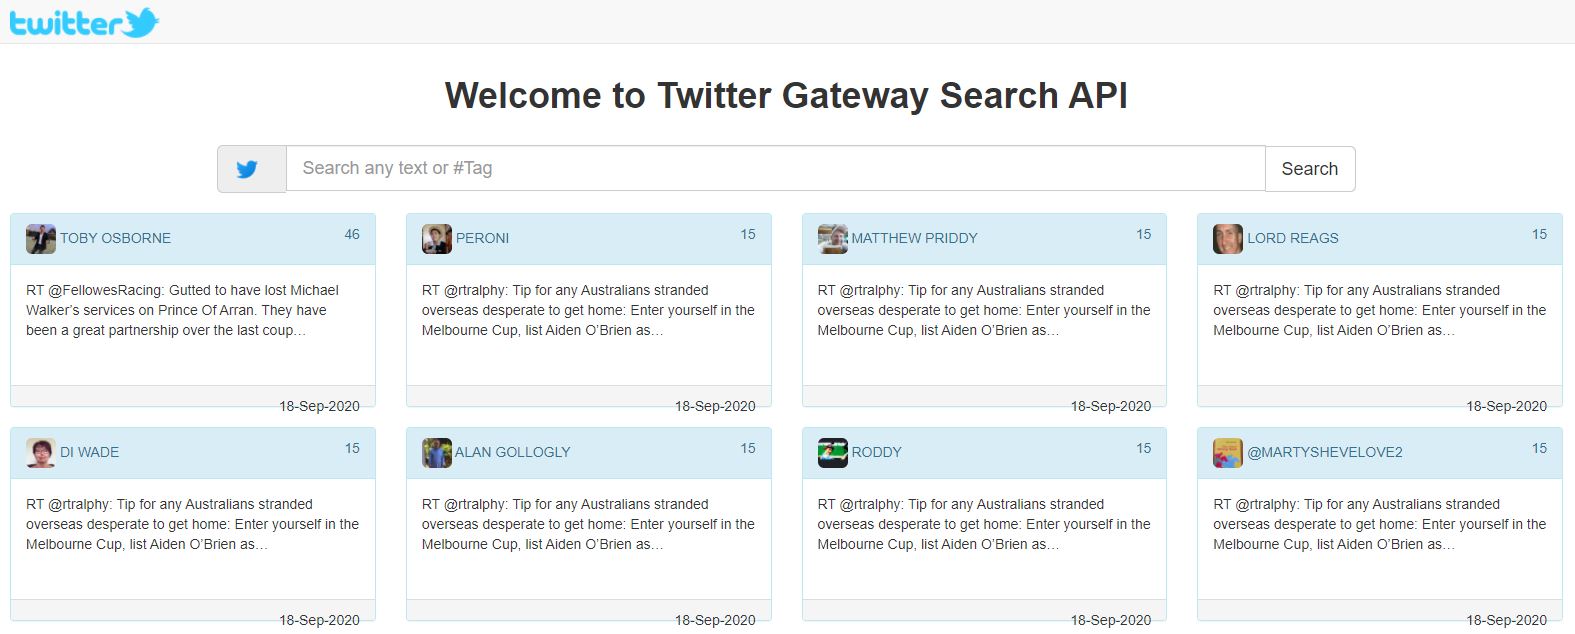 twitter
Welcome to Twitter Gateway Search API
Search any text or #Tag
Search
TOBY OSBORNE
46
RT @FellowesRacing: Gutted to have lost Michael
Walker’s services on Prince Of Arran. They have
been a great partnership over the last coup…
18-Sep-2020
PERONI
15
RT @rtralphy: Tip for any Australians stranded
overseas desperate to get home: Enter yourself in the
Melbourne Cup, list Aiden O’Brien as…
18-Sep-2020
MATTHEW PRIDDY
15
RT @rtralphy: Tip for any Australians stranded
overseas desperate to get home: Enter yourself in the
Melbourne Cup, list Aiden O’Brien as…
18-Sep-2020
LORD REAGS
15
RT @rtralphy: Tip for any Australians stranded
overseas desperate to get home: Enter yourself in the
Melbourne Cup, list Aiden O’Brien as…
18-Sep-2020
DI WADE
15
RT @rtralphy: Tip for any Australians stranded
overseas desperate to get home: Enter yourself in the
Melbourne Cup, list Aiden O’Brien as…
18-Sep-2020
ALAN GOLLOGLY
15
RT @rtralphy: Tip for any Australians stranded
overseas desperate to get home: Enter yourself in the
Melbourne Cup, list Aiden O’Brien as…
18-Sep-2020
RODDY
15
RT @rtralphy: Tip for any Australians stranded
overseas desperate to get home: Enter yourself in the
Melbourne Cup, list Aiden O’Brien as…
18-Sep-2020
@MARTYSHEVELOVE2
15
RT @rtralphy: Tip for any Australians stranded
overseas desperate to get home: Enter yourself in the
Melbourne Cup, list Aiden O’Brien as…
18-Sep-2020